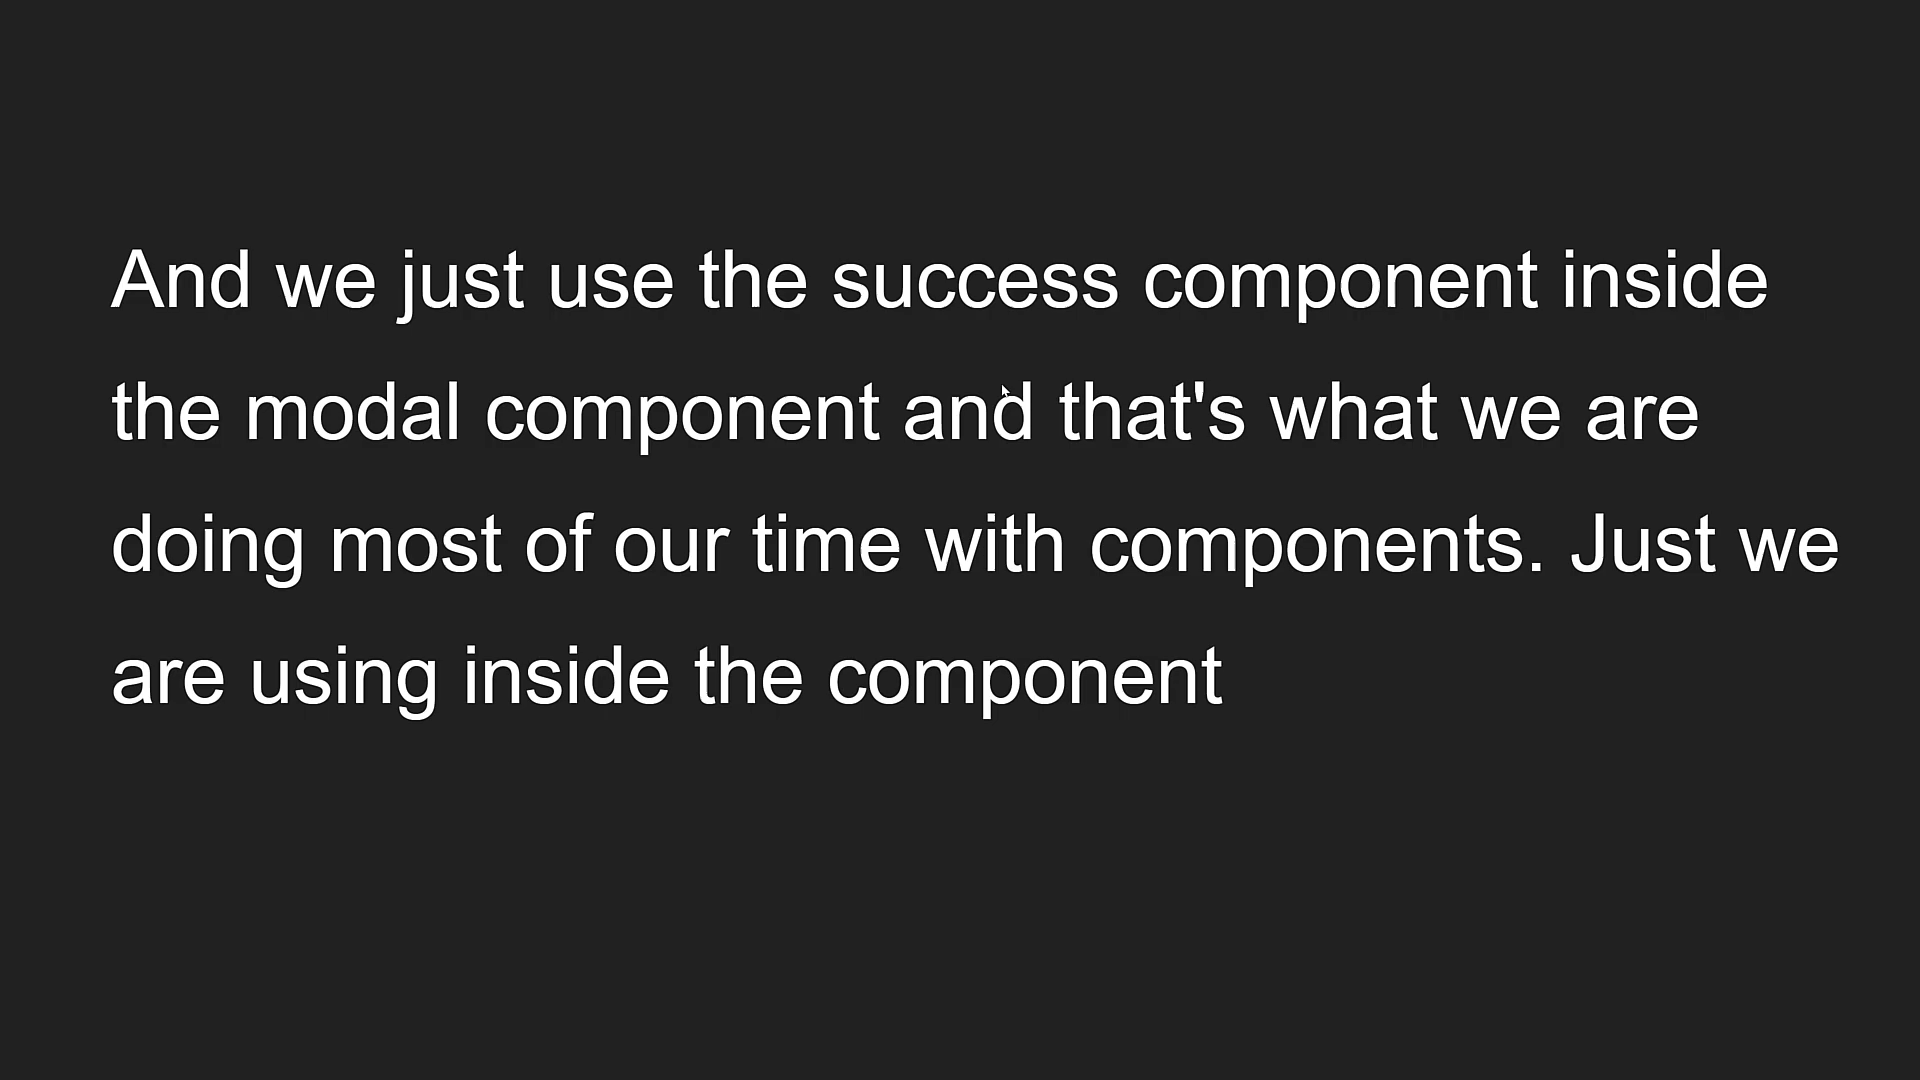 And we just use the success component inside
the modal component and that's what we are
doing most of our time with components. Just we
are using inside the component